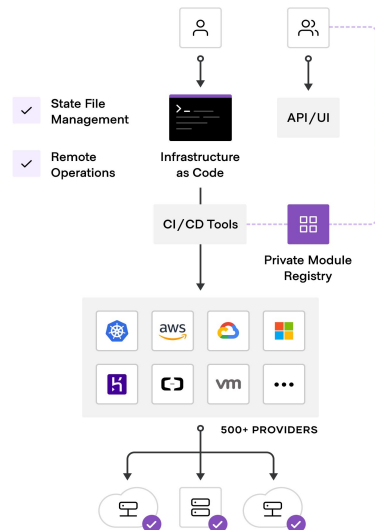 State File
Management
API/UI
Remote
Operations
Infrastructure
as Code
CI/CD Tools
Private Module
Registry
aws
vm
500+ PROVIDERS